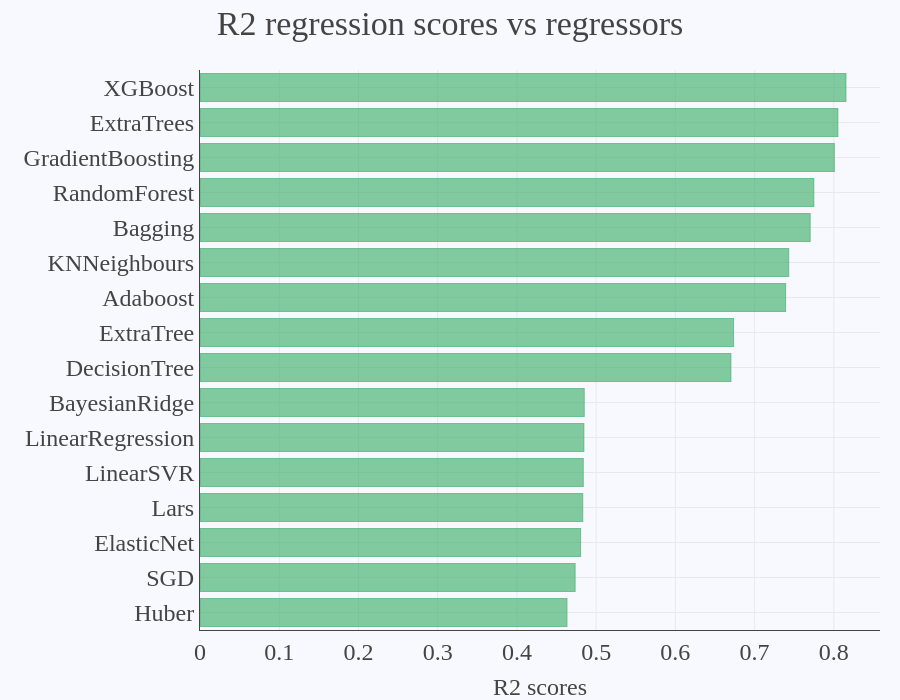 R2 regression scores vs regressors
XGBoost
ExtraTrees
GradientBoosting
RandomForest
Bagging
KNNeighbours
Adaboost
ExtraTree
DecisionTree
BayesianRidge
LinearRegression
LinearSVR
Lars
ElasticNet
SGD
Huber
0 0.1 0.2 0.3 0.4 0.5 0.6 0.7 0.8
R2 scores